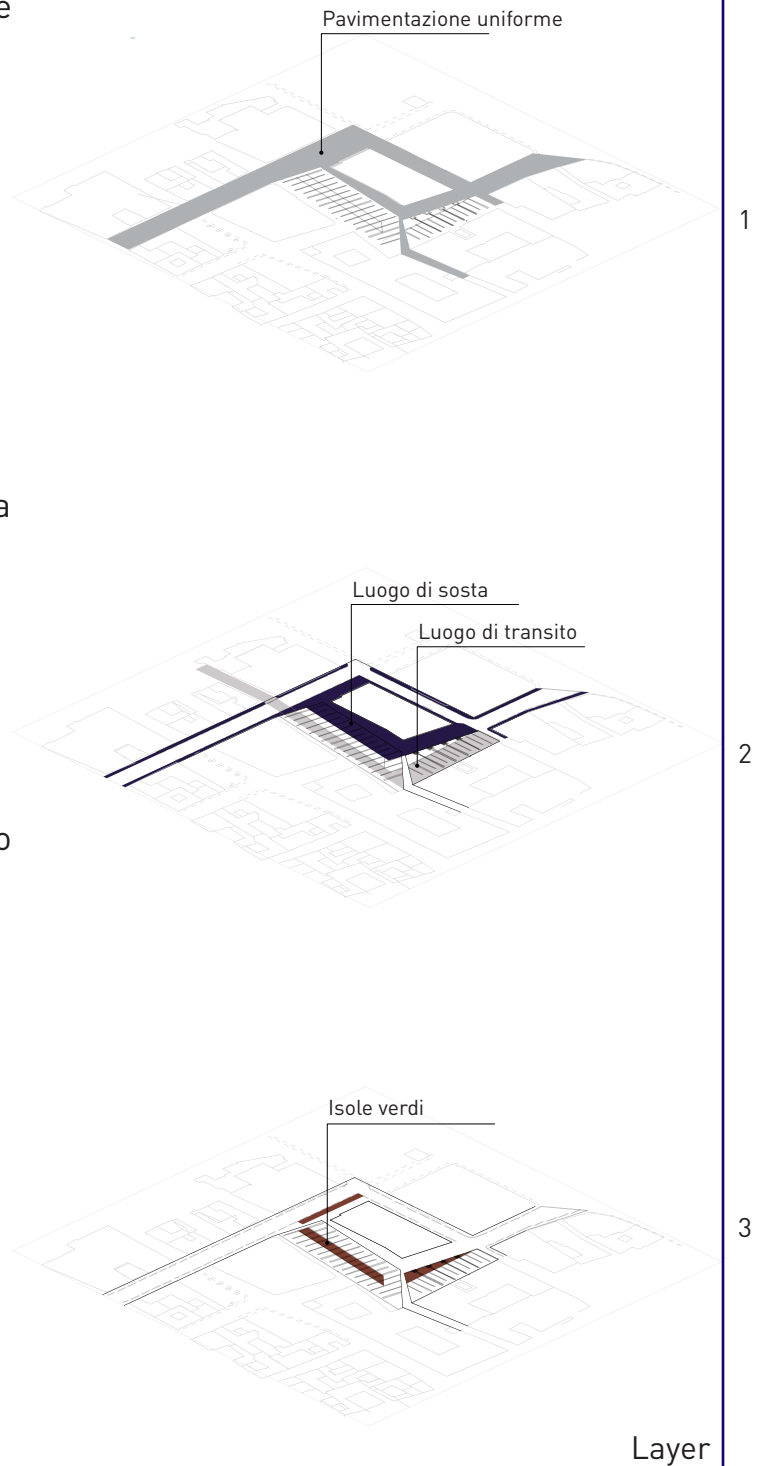 e
Pavimentazione uniforme
1
a
Luogo di sosta
Luogo di transito
2
o
Isole verdi
3
Layer